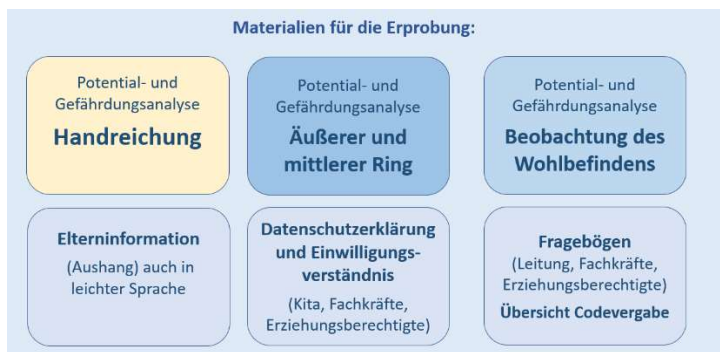 Materialien für die Erprobung:
Potential- und
Gefährdungsanalyse
Handreichung
Potential- und
Gefährdungsanalyse
Äußerer und
mittlerer Ring
Potential- und
Gefährdungsanalyse
Beobachtung des
Wohlbefindens
Elterninformation
(Aushang) auch in
leichter Sprache
Datenschutzerklärung
und Einwilligungs-
verständnis
(Kita, Fachkräfte,
Erziehungsberechtigte)
Fragebögen
(Leitung, Fachkräfte,
Erziehungsberechtigte)
Übersicht Codevergabe